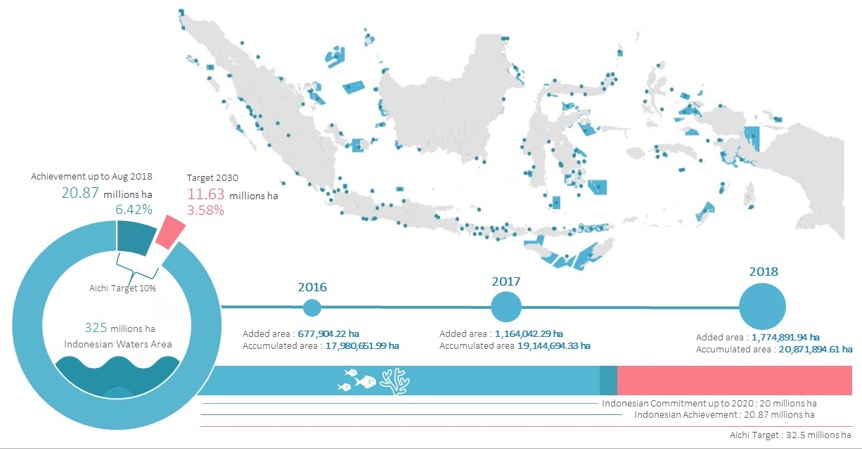 Achievement up to Aug 2018
20.87 millions ha
6.42%
Target 2030
11.63 millions ha
3.58%
Aichi Target 10%
325 millions ha
Indonesian Waters Area
2016
Added area : 677,904.22 ha
Accumulated area : 17,980,651.99 ha
2017
Added area : 1,164,042.29 ha
Accumulated area 19,144,694.33 ha
2018
Added area : 1,774,891.94 ha
Accumulated area : 20,871,894.61 ha
Indonesian Commitment up to 2020 : 20 millions ha
Indonesian Achievement : 20.87 millions ha
Aichi Target : 32.5 millions ha